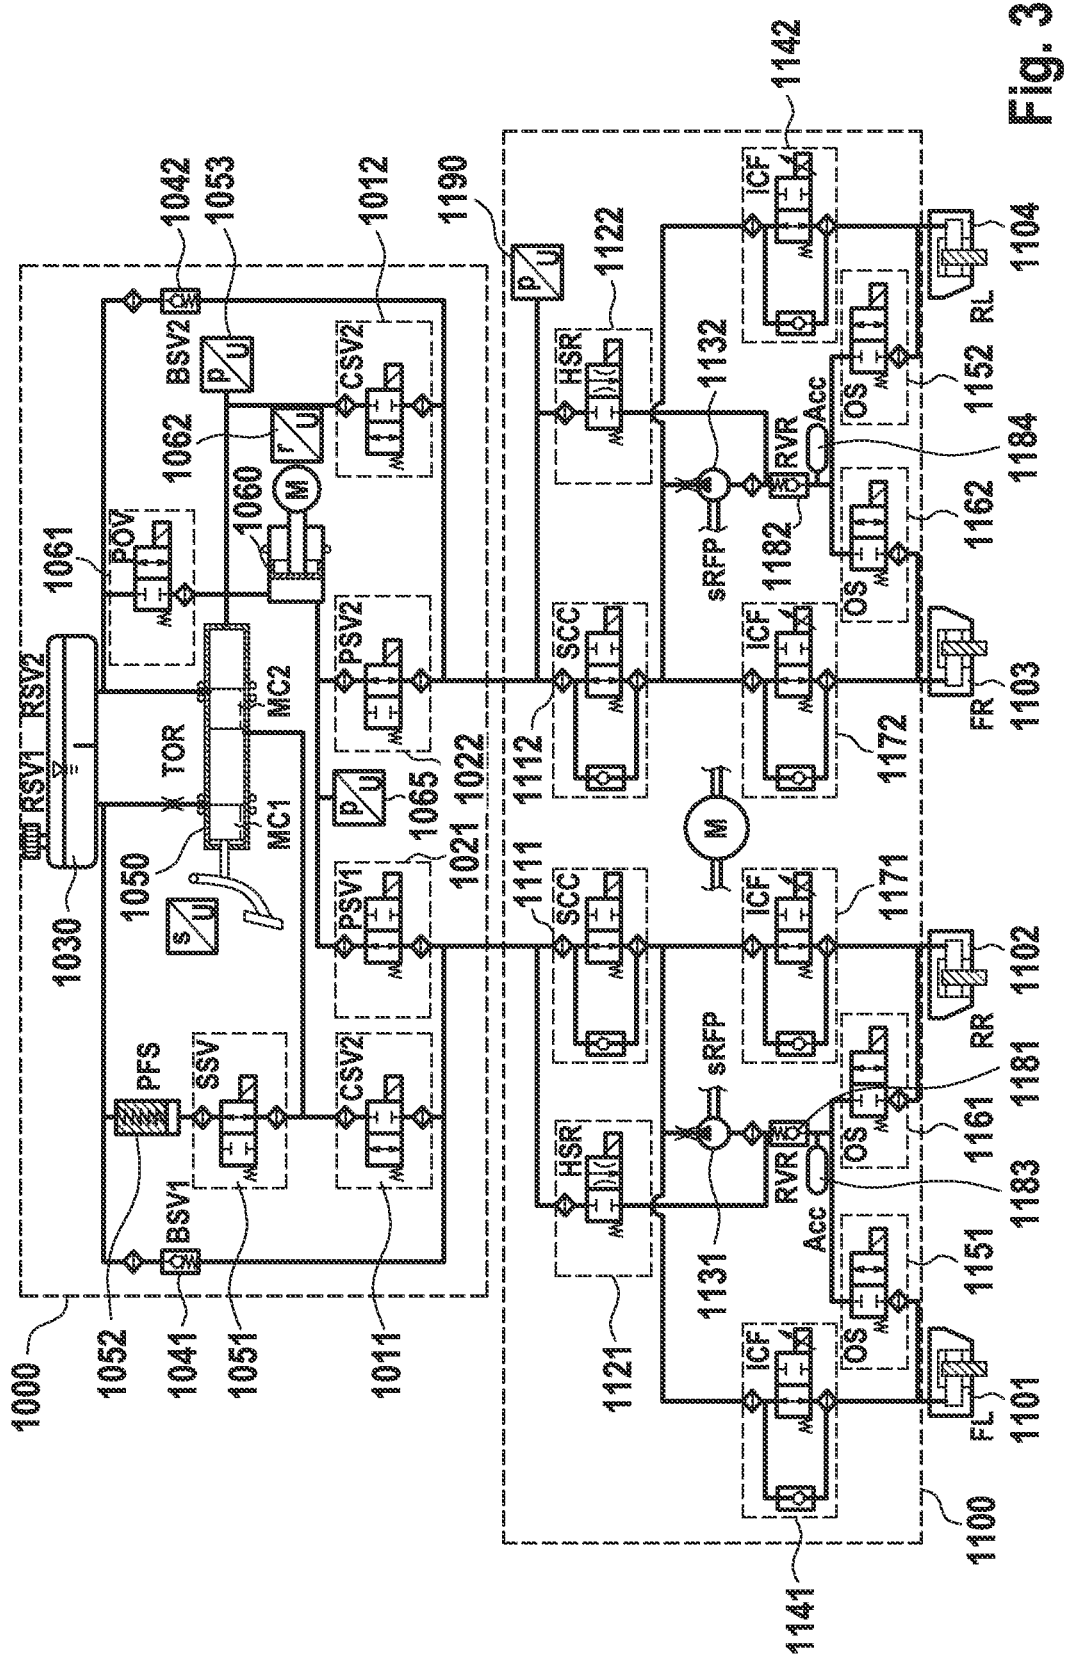 1000
1052
1041
1051
1011
BSV1
PFS
SSV
CSV2
1030
1050
S
U
RSV1
RSV2
TOR
MC1
MC2
PSV1
1021
P
U
1065
PSV2
1022
1061
POV
1060
M
1062
r
U
BSV2
P
U
CSV2
1042
1053
1012
1190
P
U
1141
1121
HSR
1131
sRFP
ICF
1111
SCC
M
1112
SCC
HSR
1122
1132
sRFP
ICF
1142
RVR
Acc
OS
OS
1181
ICF
1171
ICF
1172
1182
RVR
Acc
OS
OS
1100
FL
1101
1151
1183
1161
RR
1102
FR
1103
1162
1184
1152
RL
1104
Fig. 3